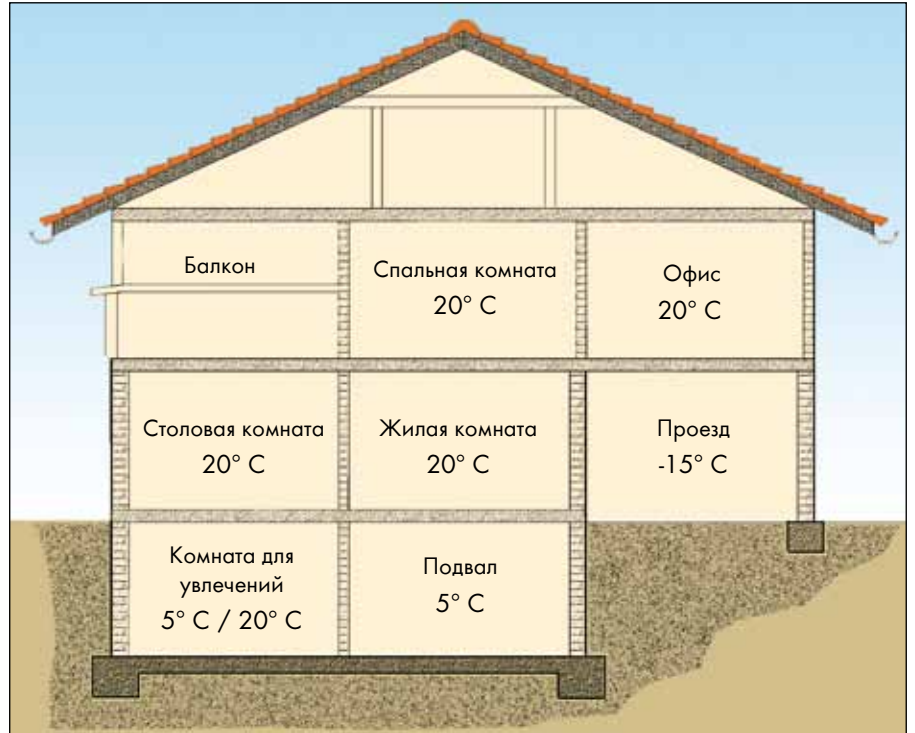 Балкон
Спальная комната
20° C
Офис
20° C
Столовая комната
20° C
Жилая комната
20° C
Проезд
-15° C
Комната для
увлечений
5° C / 20° C
Подвал
5° C